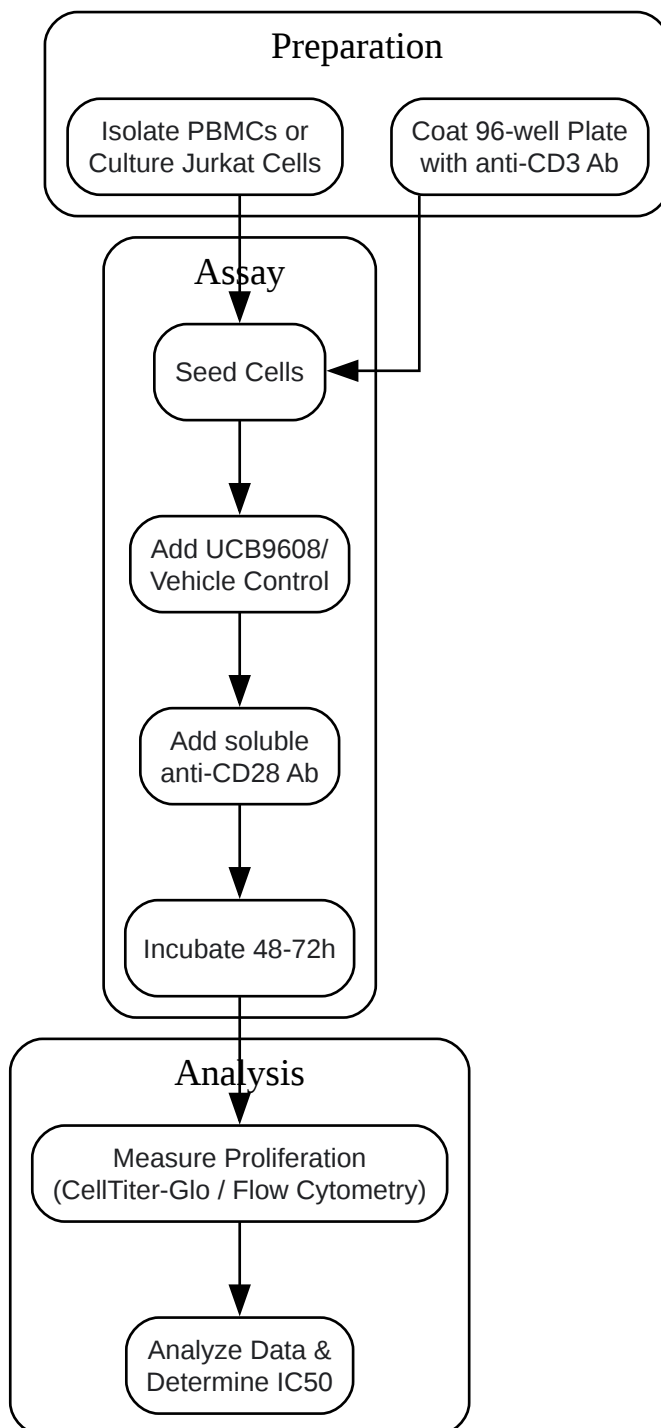 Preparation
Isolate PBMCs or
Culture Jurkat Cells
Coat 96-well Plate
with anti-CD3 Ab
Assay
Seed Cells
Add UCB9608/
Vehicle Control
Add soluble
anti-CD28 Ab
Incubate 48-72h
Analysis
Measure Proliferation
(CellTiter-Glo / Flow Cytometry)
Analyze Data &
Determine IC50